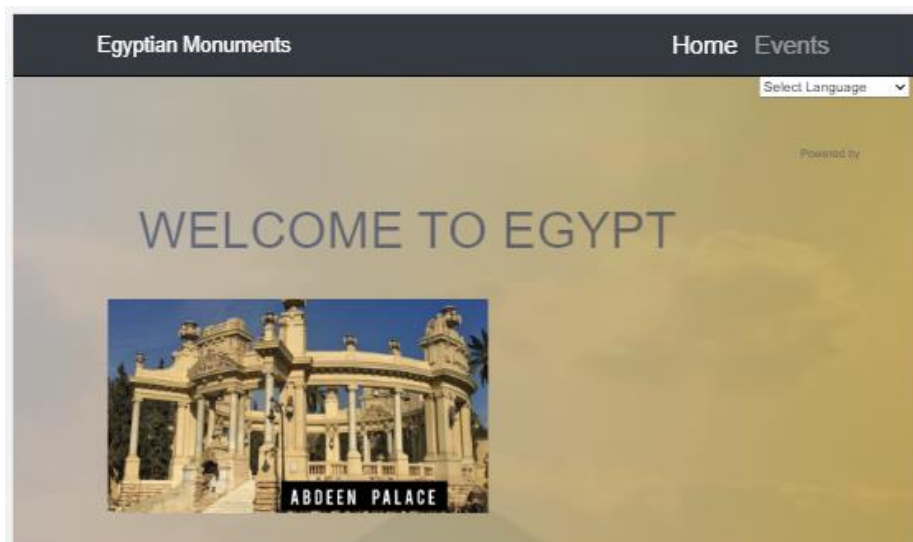 Egyptian Monuments
Home Events
Select Language
Powered by
WELCOME TO EGYPT
ABDEEN PALACE